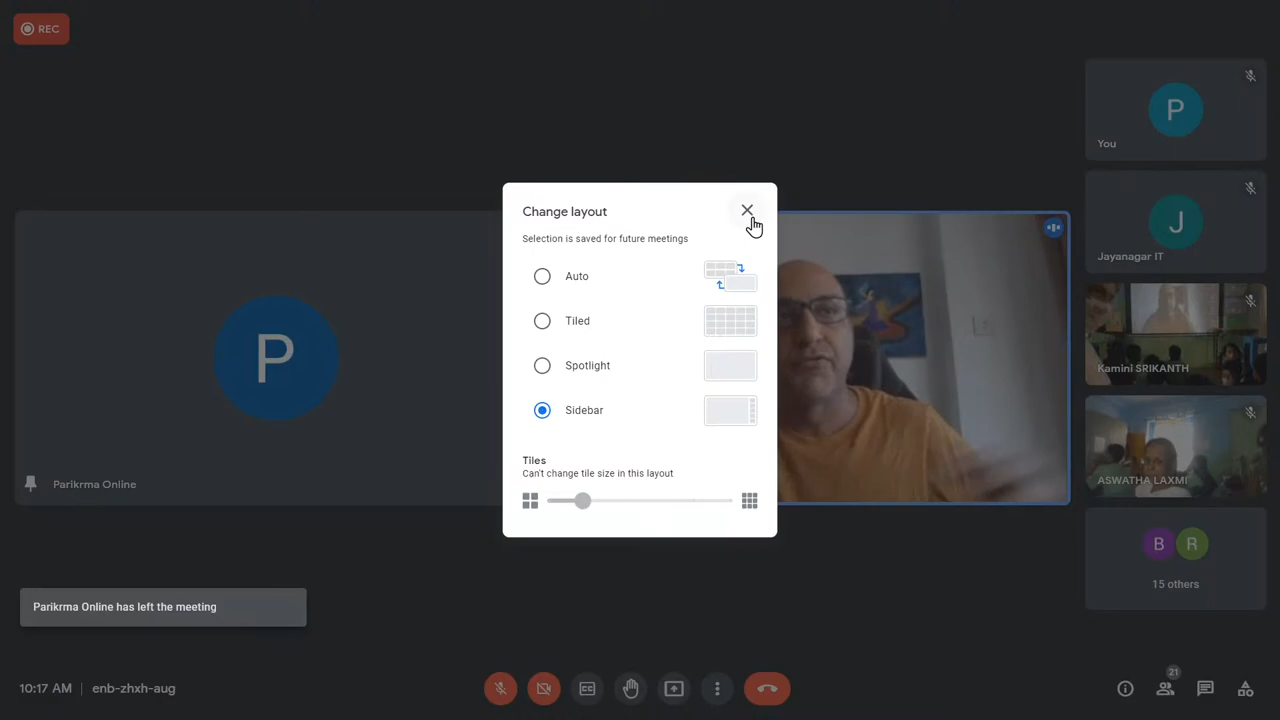 REC
P
You
J
Jayanagar IT
Kamini SRIKANTH
ASWATHA LAXMI
B R
15 others
P
Parikrma Online
Change layout
Selection is saved for future meetings
Auto
Tiled
Spotlight
Sidebar
Tiles
Can't change tile size in this layout
Parikrma Online has left the meeting
10:17 AM | enb-zhxh-aug
CC
21